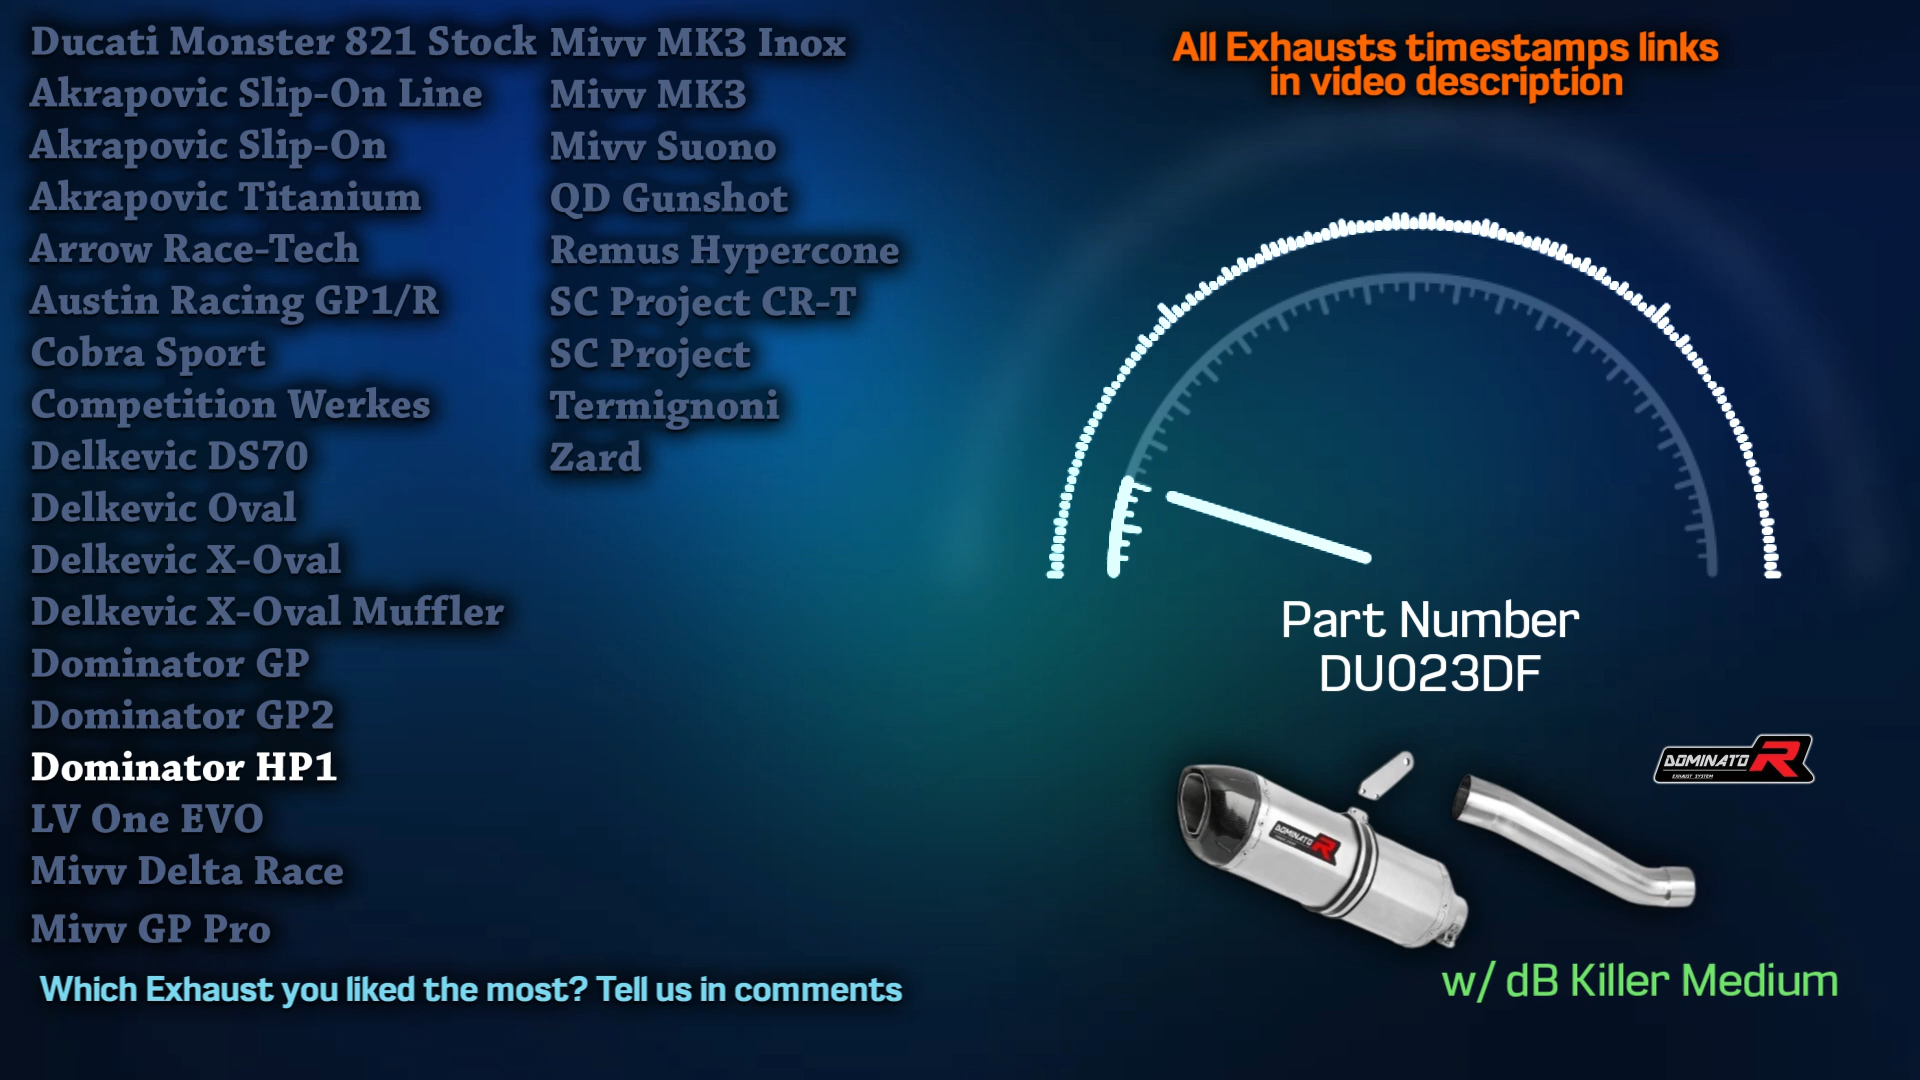 Ducati Monster 821 Stock
Akrapovic Slip-On Line
Akrapovic Slip-On
Akrapovic Titanium
Arrow Race-Tech
Austin Racing GP1/R
Cobra Sport
Competition Werkes
Delkevic DS70
Delkevic Oval
Delkevic X-Oval
Delkevic X-Oval Muffler
Dominator GP
Dominator GP2
Dominator HP1
LV One EVO
Mivv Delta Race
Mivv GP Pro
Mivv MK3 Inox
Mivv MK3
Mivv Suono
QD Gunshot
Remus Hypercone
SC Project CR-T
SC Project
Termignoni
Zard
Which Exhaust you liked the most? Tell us in comments
All Exhausts timestamps links
in video description
Part Number
DU023DF
DOMINATOR
EXHAUST SYSTEM
DOMINATOR
w/ dB Killer Medium